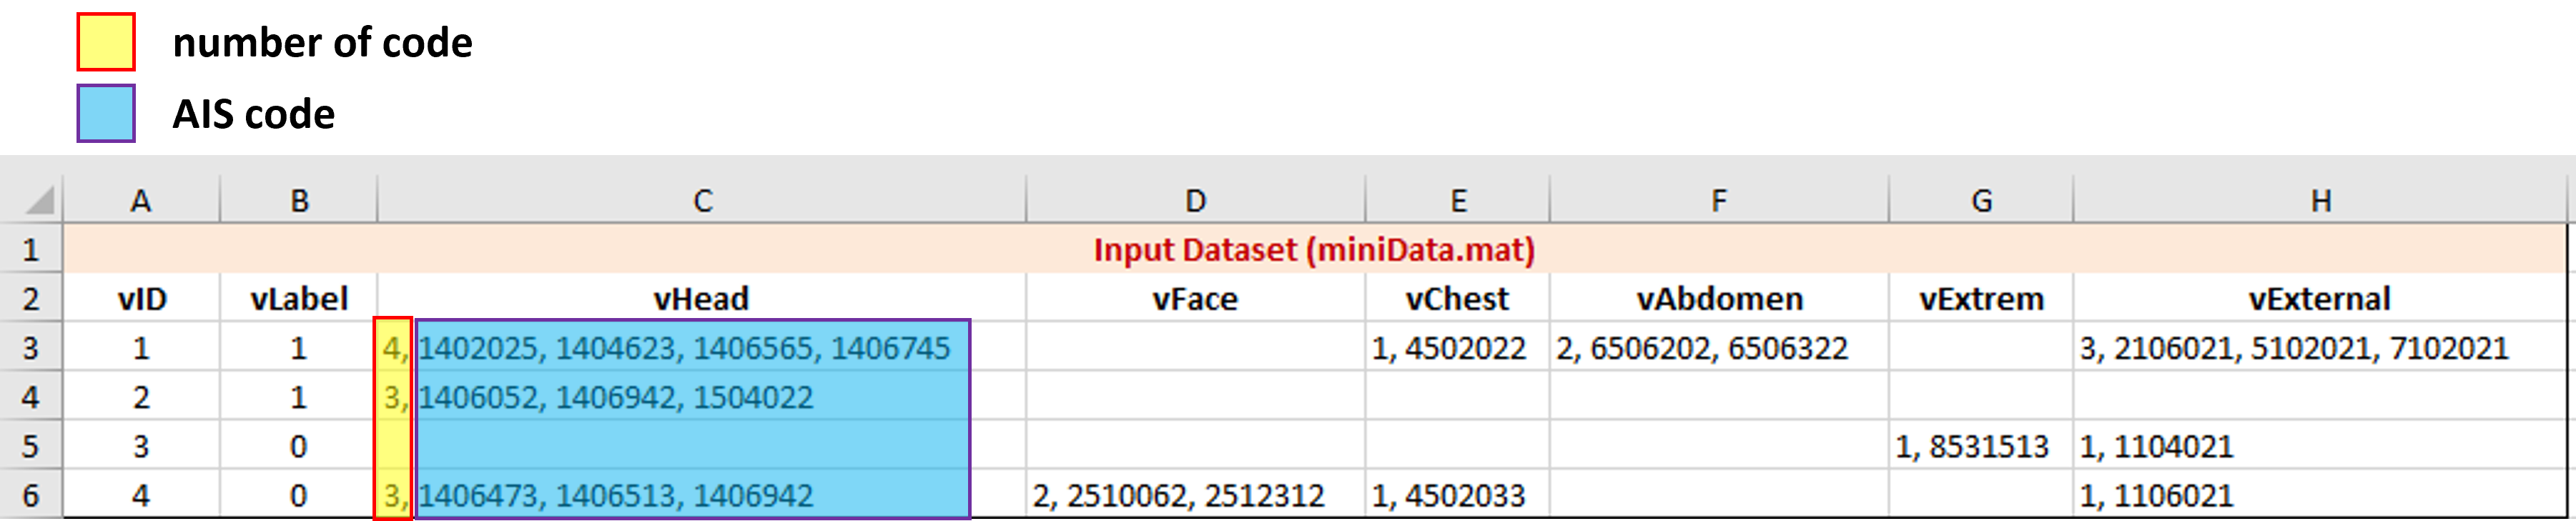 number of code
AIS code
A B C D E F G H
1 Input Dataset (miniData.mat)
2 vID vLabel vHead vFace vChest vAbdomen vExtrem vExternal
3 1 1 4, 1402025, 1404623, 1406565, 1406745 1, 4502022 2, 6506202, 6506322 3, 2106021, 5102021, 7102021
4 2 1 3, 1406052, 1406942, 1504022
5 3 0 1, 8531513 1, 1104021
6 4 0 3, 1406473, 1406513, 1406942 2, 2510062, 2512312 1, 4502033 1, 1106021